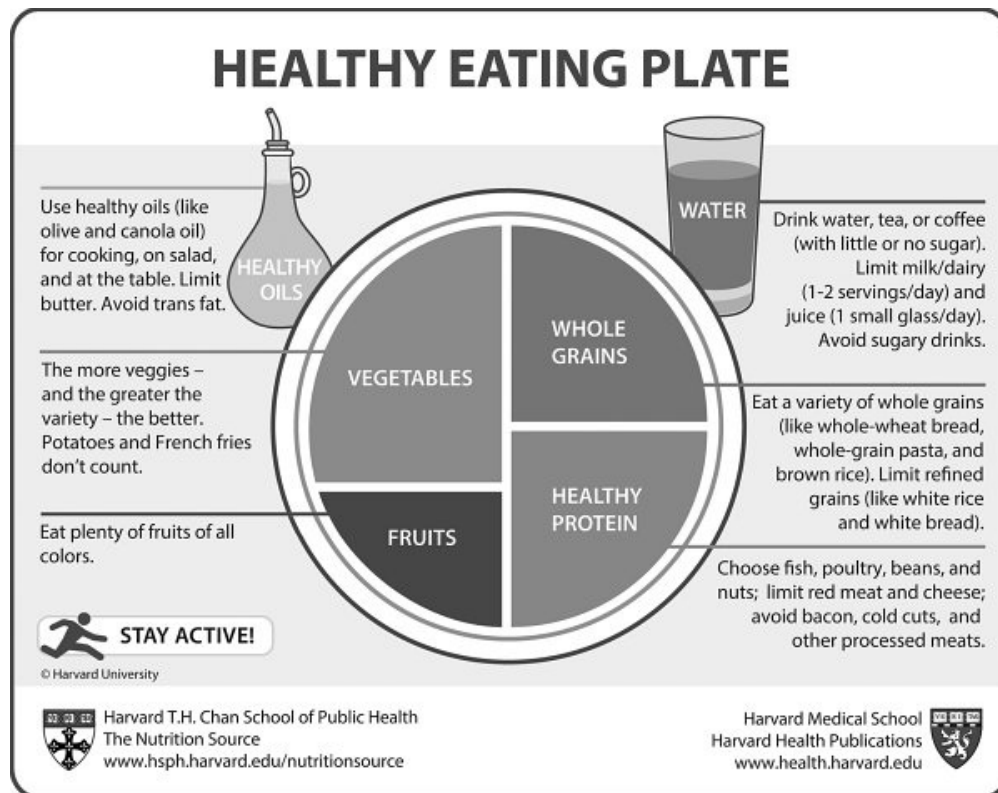 HEALTHY EATING PLATE
Use healthy oils (like
olive and canola oil)
for cooking, on salad,
and at the table. Limit
butter. Avoid trans fat.
HEALTHY
OILS
WATER
Drink water, tea, or coffee
(with little or no sugar).
Limit milk/dairy
(1-2 servings/day) and
juice (1 small glass/day).
Avoid sugary drinks.
The more veggies –
and the greater the
variety – the better.
Potatoes and French fries
don't count.
VEGETABLES
WHOLE
GRAINS
Eat a variety of whole grains
(like whole-wheat bread,
whole-grain pasta, and
brown rice). Limit refined
grains (like white rice
and white bread).
Eat plenty of fruits of all
colors.
FRUITS
HEALTHY
PROTEIN
Choose fish, poultry, beans, and
nuts; limit red meat and cheese;
avoid bacon, cold cuts, and
other processed meats.
STAY ACTIVE!
© Harvard University
Harvard T.H. Chan School of Public Health
The Nutrition Source
www.hsph.harvard.edu/nutritionsource
Harvard Medical School
Harvard Health Publications
www.health.harvard.edu